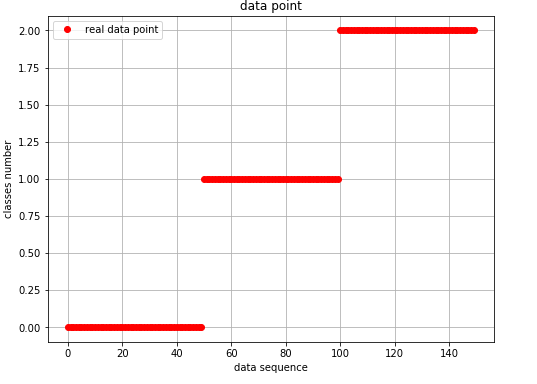 data point
real data point
2.00
1.75
1.50
1.25
1.00
0.75
0.50
0.25
0.00
classes number
0 20 40 60 80 100 120 140
data sequence